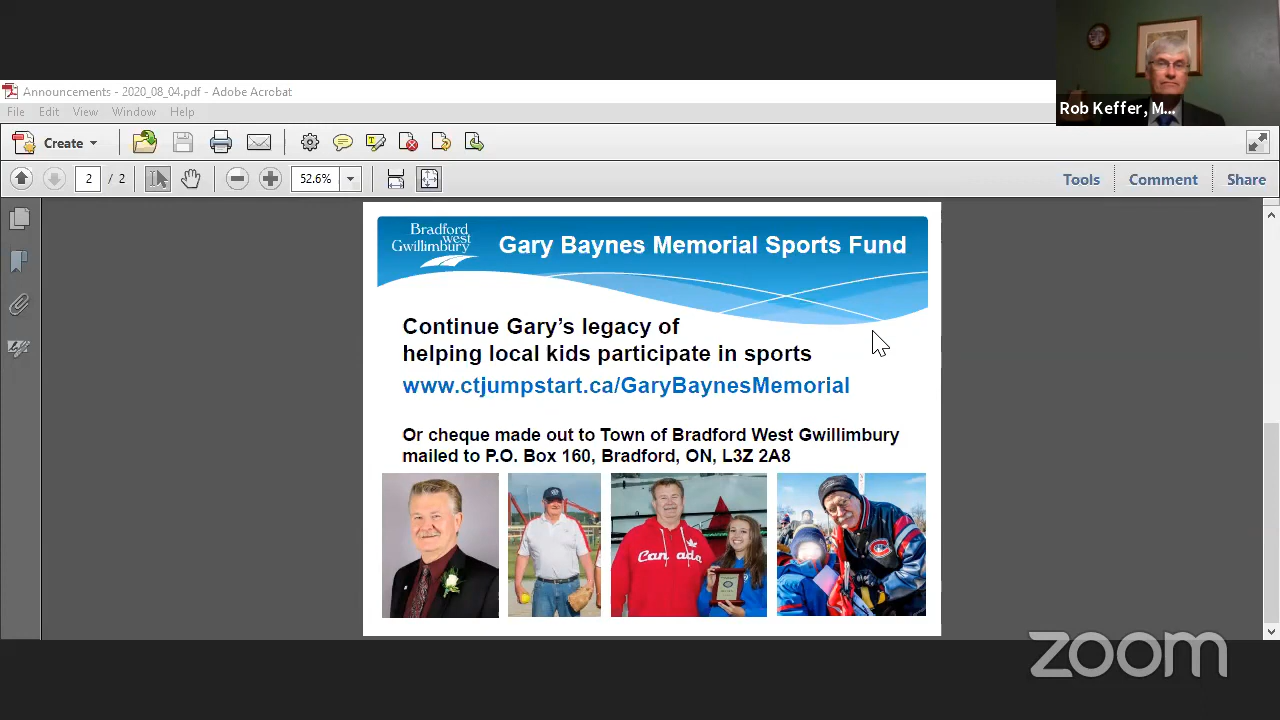 Announcements - 2020_08_04.pdf - Adobe Acrobat
File Edit View Window Help
Rob Keffer, M...
Create
2 / 2
52.6%
Tools Comment Share
Bradford
west
Gwillimbury
Gary Baynes Memorial Sports Fund
Continue Gary's legacy of
helping local kids participate in sports
www.ctjumpstart.ca/GaryBaynesMemorial
Or cheque made out to Town of Bradford West Gwillimbury
mailed to P.O. Box 160, Bradford, ON, L3Z 2A8
Canada
zoom